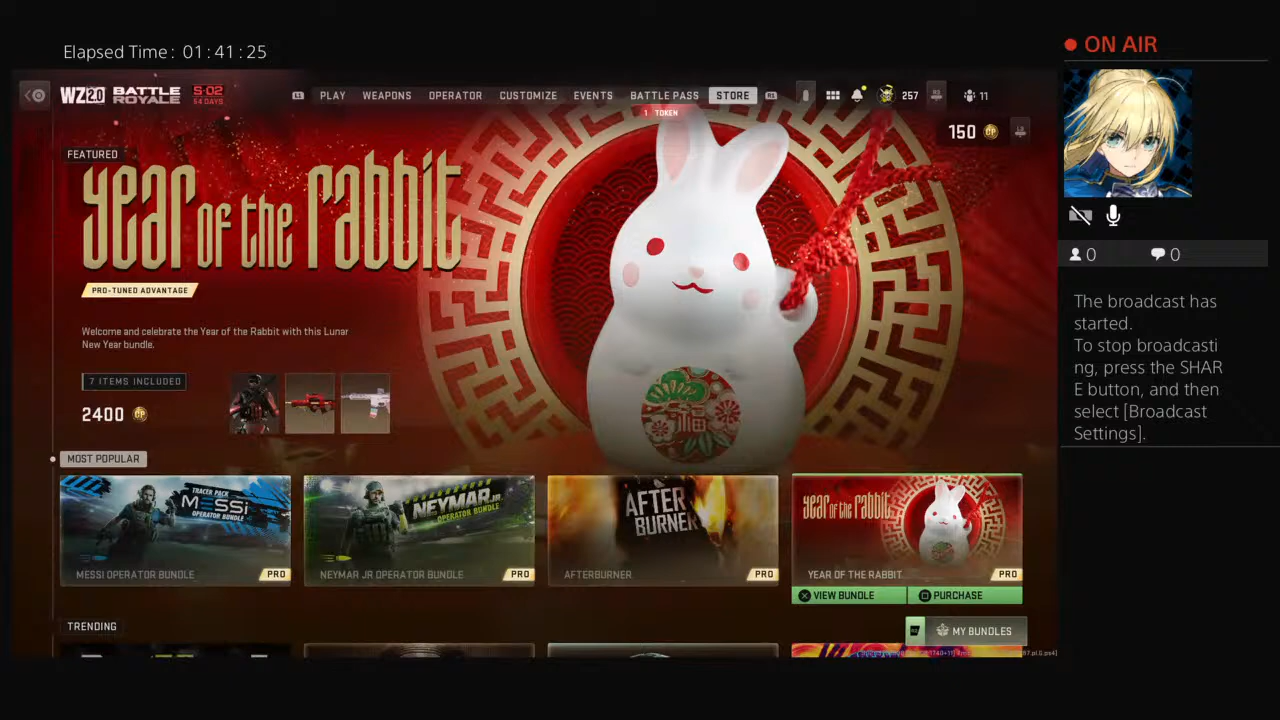 Elapsed Time: 01:41:25
ON AIR
WZ2.0 BATTLE ROYALE S·02 54 DAYS
L1 PLAY WEAPONS OPERATOR CUSTOMIZE EVENTS BATTLE PASS STORE R1
257
11
1 TOKEN
150 CP
FEATURED
year of the rabbit
PRO-TUNED ADVANTAGE
Welcome and celebrate the Year of the Rabbit with this Lunar
New Year bundle.
7 ITEMS INCLUDED
2400 CP
福
MOST POPULAR
TRACER PACK
MESSI
OPERATOR BUNDLE
MESSI OPERATOR BUNDLE
PRO
NEYMAR JR
OPERATOR BUNDLE
NEYMAR JR OPERATOR BUNDLE
PRO
AFTER
BURNER
AFTERBURNER
PRO
year of the rabbit
YEAR OF THE RABBIT
PRO
VIEW BUNDLE
PURCHASE
TRENDING
MY BUNDLES
0
0
The broadcast has
started.
To stop broadcasti
ng, press the SHAR
E button, and then
select [Broadcast
Settings].